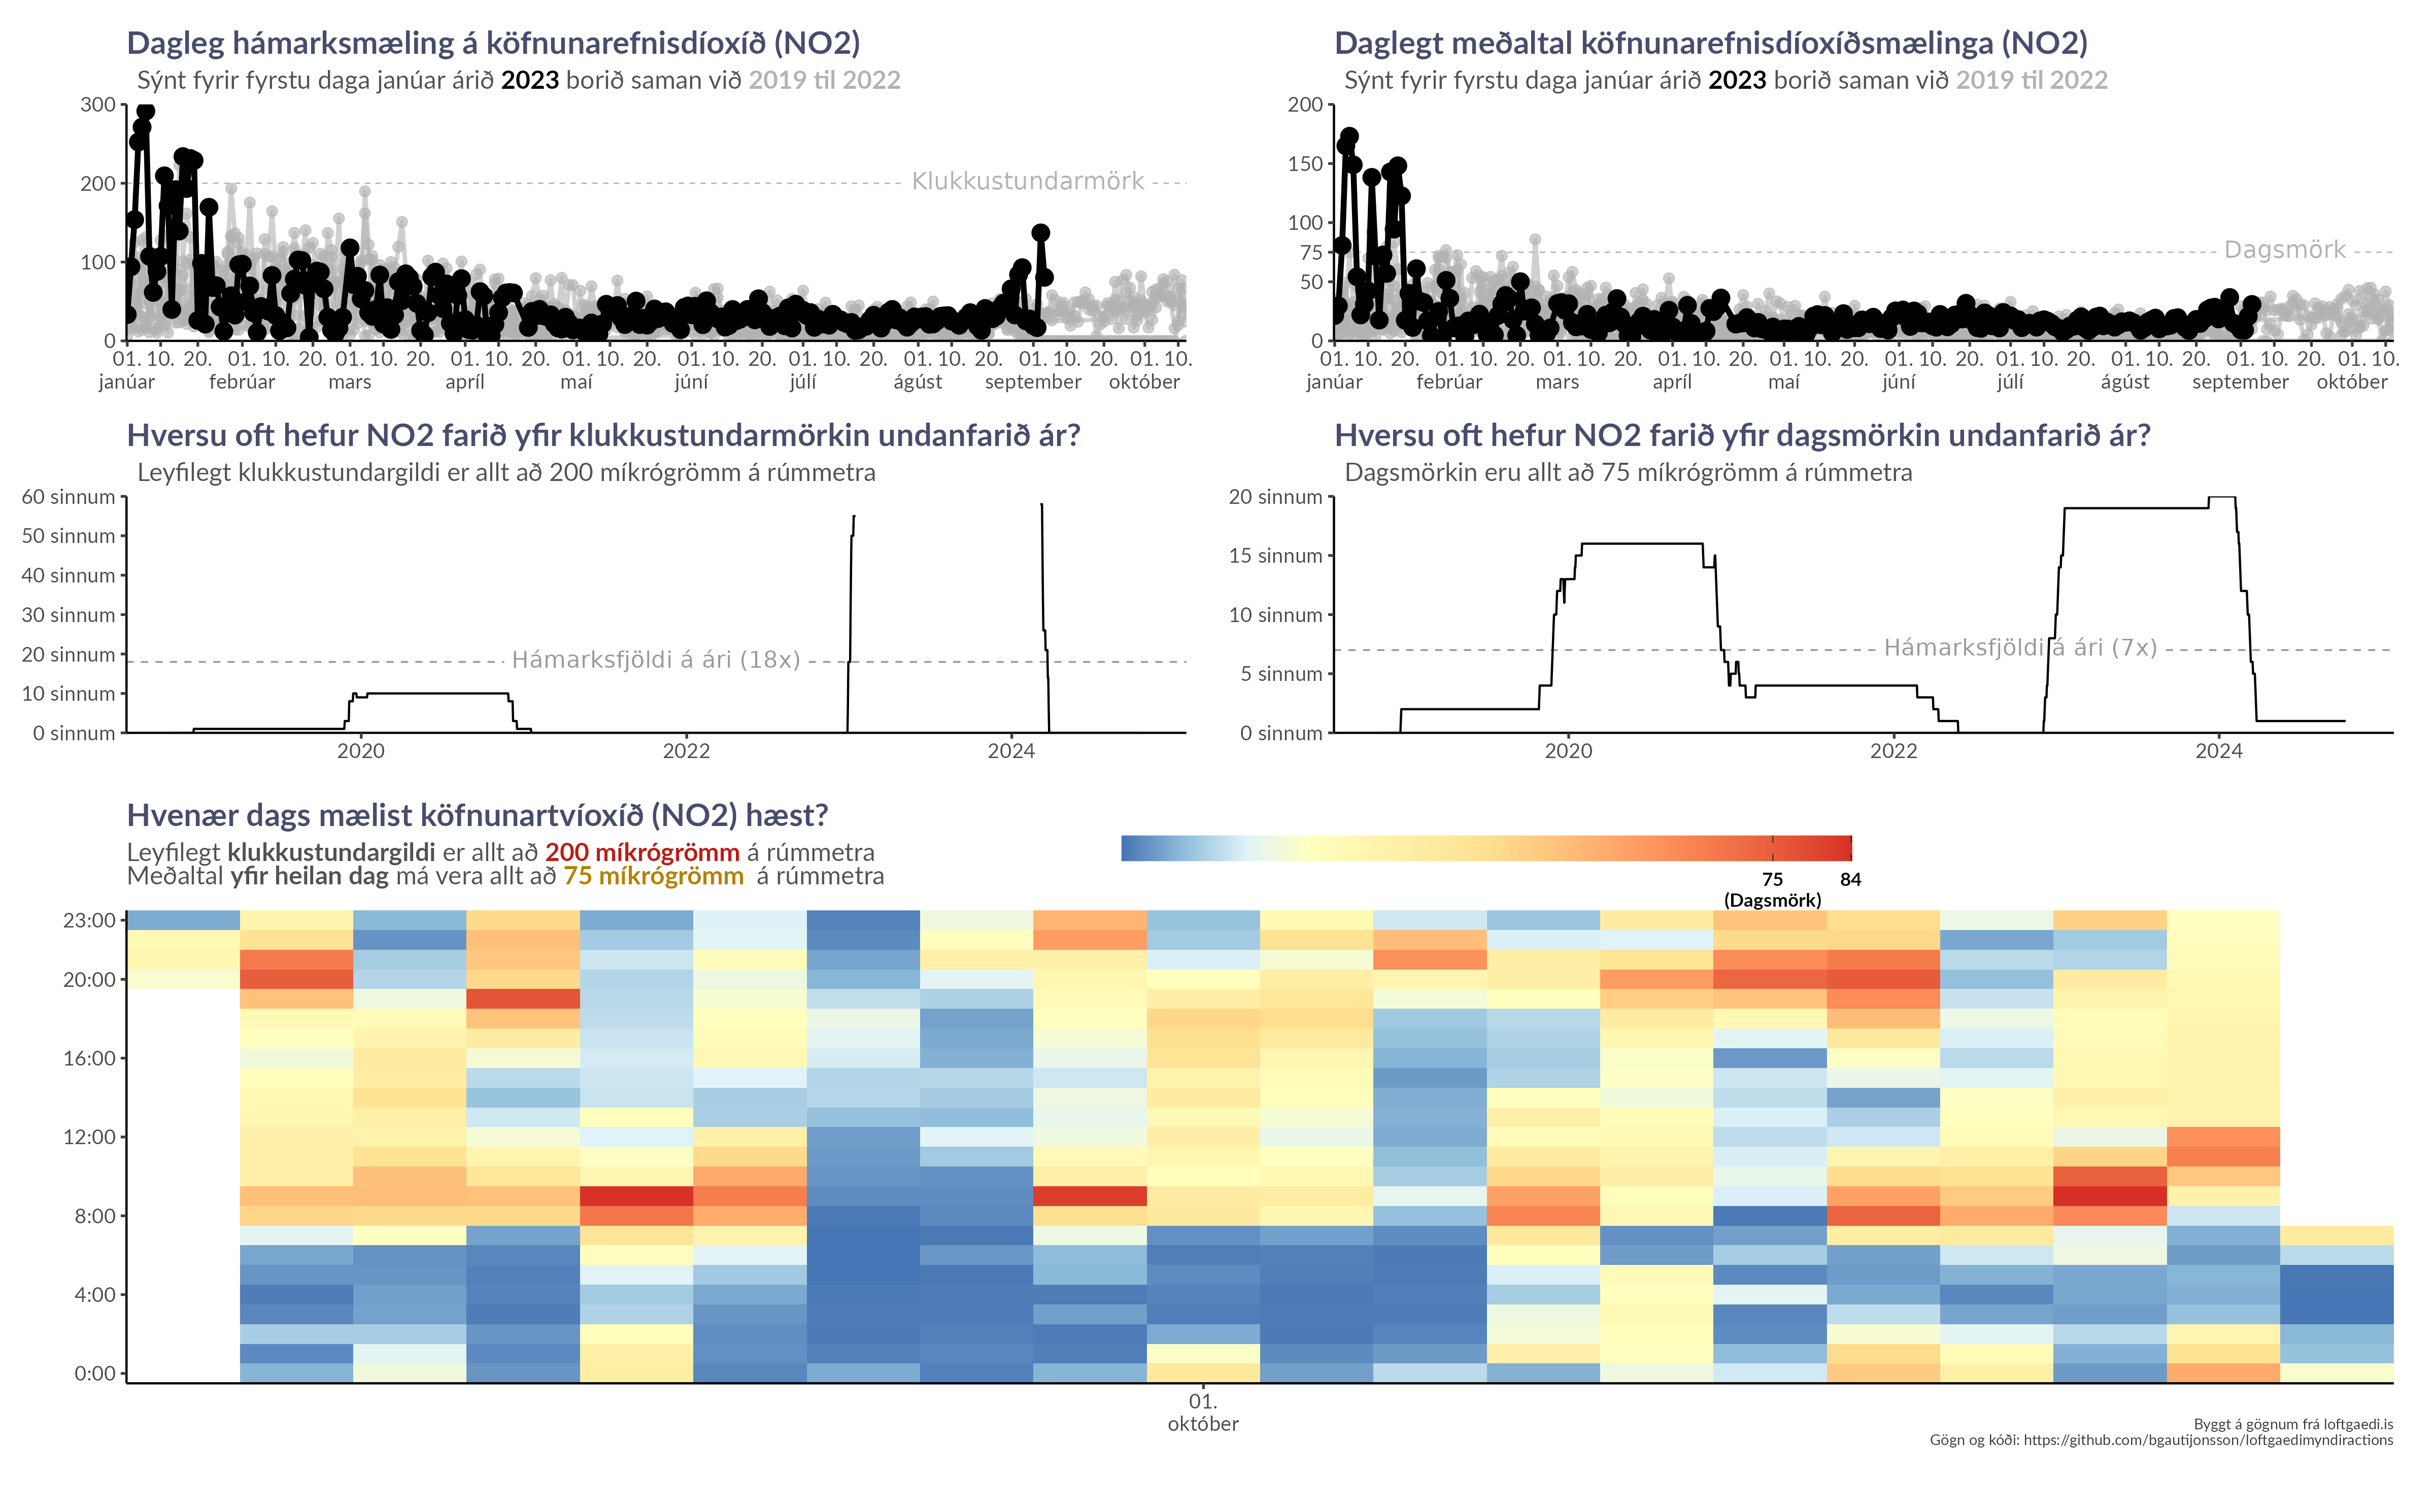 Dagleg hámarksmæling á köfnunarefnisdíoxíð (NO2)
Sýnt fyrir fyrstu daga janúar árið 2023 borið saman við 2019 til 2022
300
200
100
0
Klukkustundarmörk
01. 10. 20. 01. 10. 20. 01. 10. 20. 01. 10. 20. 01. 10. 20. 01. 10. 20. 01. 10. 20. 01. 10. 20. 01. 10. 20. 01. 10.
janúar febrúar mars apríl maí júní júlí ágúst september október
Daglegt meðaltal köfnunarefnisdíoxíðsmælinga (NO2)
Sýnt fyrir fyrstu daga janúar árið 2023 borið saman við 2019 til 2022
200
150
100
75
50
0
Dagsmörk
01. 10. 20. 01. 10. 20. 01. 10. 20. 01. 10. 20. 01. 10. 20. 01. 10. 20. 01. 10. 20. 01. 10. 20. 01. 10. 20. 01. 10.
janúar febrúar mars apríl maí júní júlí ágúst september október
Hversu oft hefur NO2 farið yfir klukkustundarmörkin undanfarið ár?
Leyfilegt klukkustundargildi er allt að 200 míkrógrömm á rúmmetra
60 sinnum
50 sinnum
40 sinnum
30 sinnum
20 sinnum
10 sinnum
0 sinnum
Hámarksfjöldi á ári (18x)
2020 2022 2024
Hversu oft hefur NO2 farið yfir dagsmörkin undanfarið ár?
Dagsmörkin eru allt að 75 míkrógrömm á rúmmetra
20 sinnum
15 sinnum
10 sinnum
5 sinnum
0 sinnum
Hámarksfjöldi á ári (7x)
2020 2022 2024
Hvenær dags mælist köfnunartvíoxíð (NO2) hæst?
Leyfilegt klukkustundargildi er allt að 200 míkrógrömm á rúmmetra
Meðaltal yfir heilan dag má vera allt að 75 míkrógrömm á rúmmetra
75 84
(Dagsmörk)
23:00
20:00
16:00
12:00
8:00
4:00
0:00
01.
október
Byggt á gögnum frá loftgaedi.is
Gögn og kóði: https://github.com/bgautijonsson/loftgaedimyndiractions